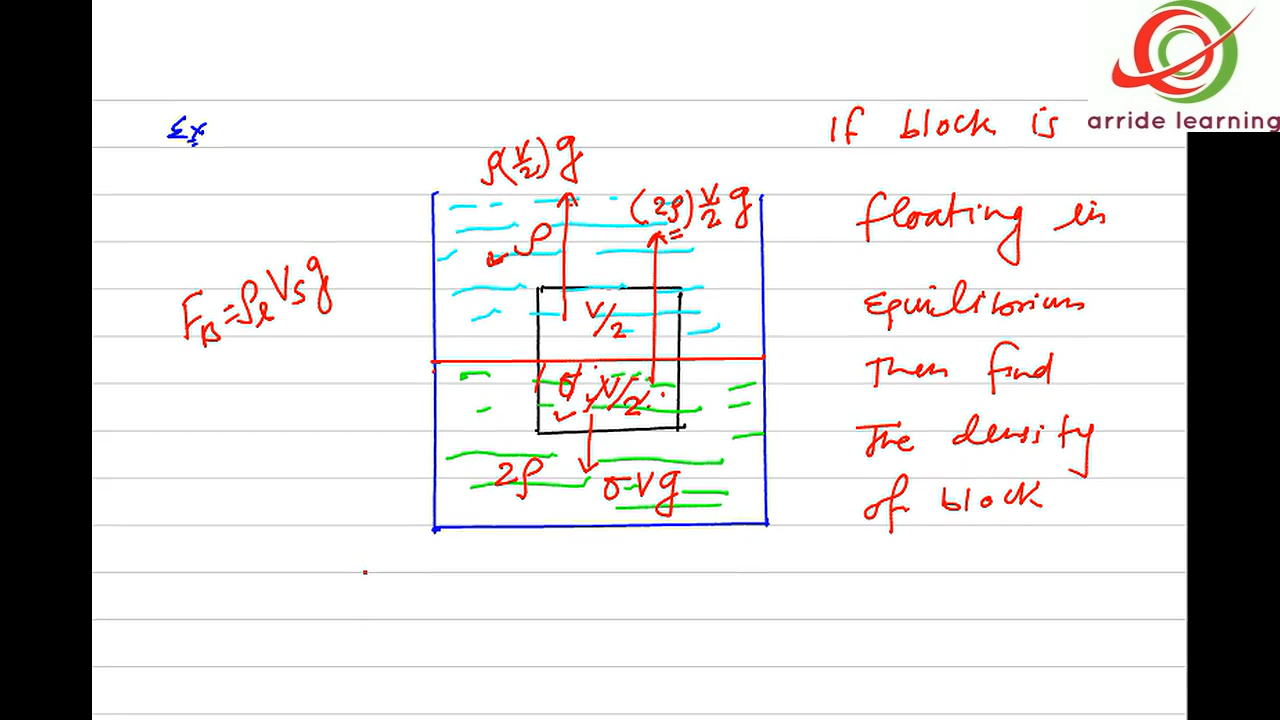 Ex
If block is
arride learning
ρ(V/2)g
(2ρ)V/2 g
floating in
ρ
F_B = ρ_l V_s g
V/2
Equilibrium
Then find
σ, V/2
The density
2ρ
σVg
of block